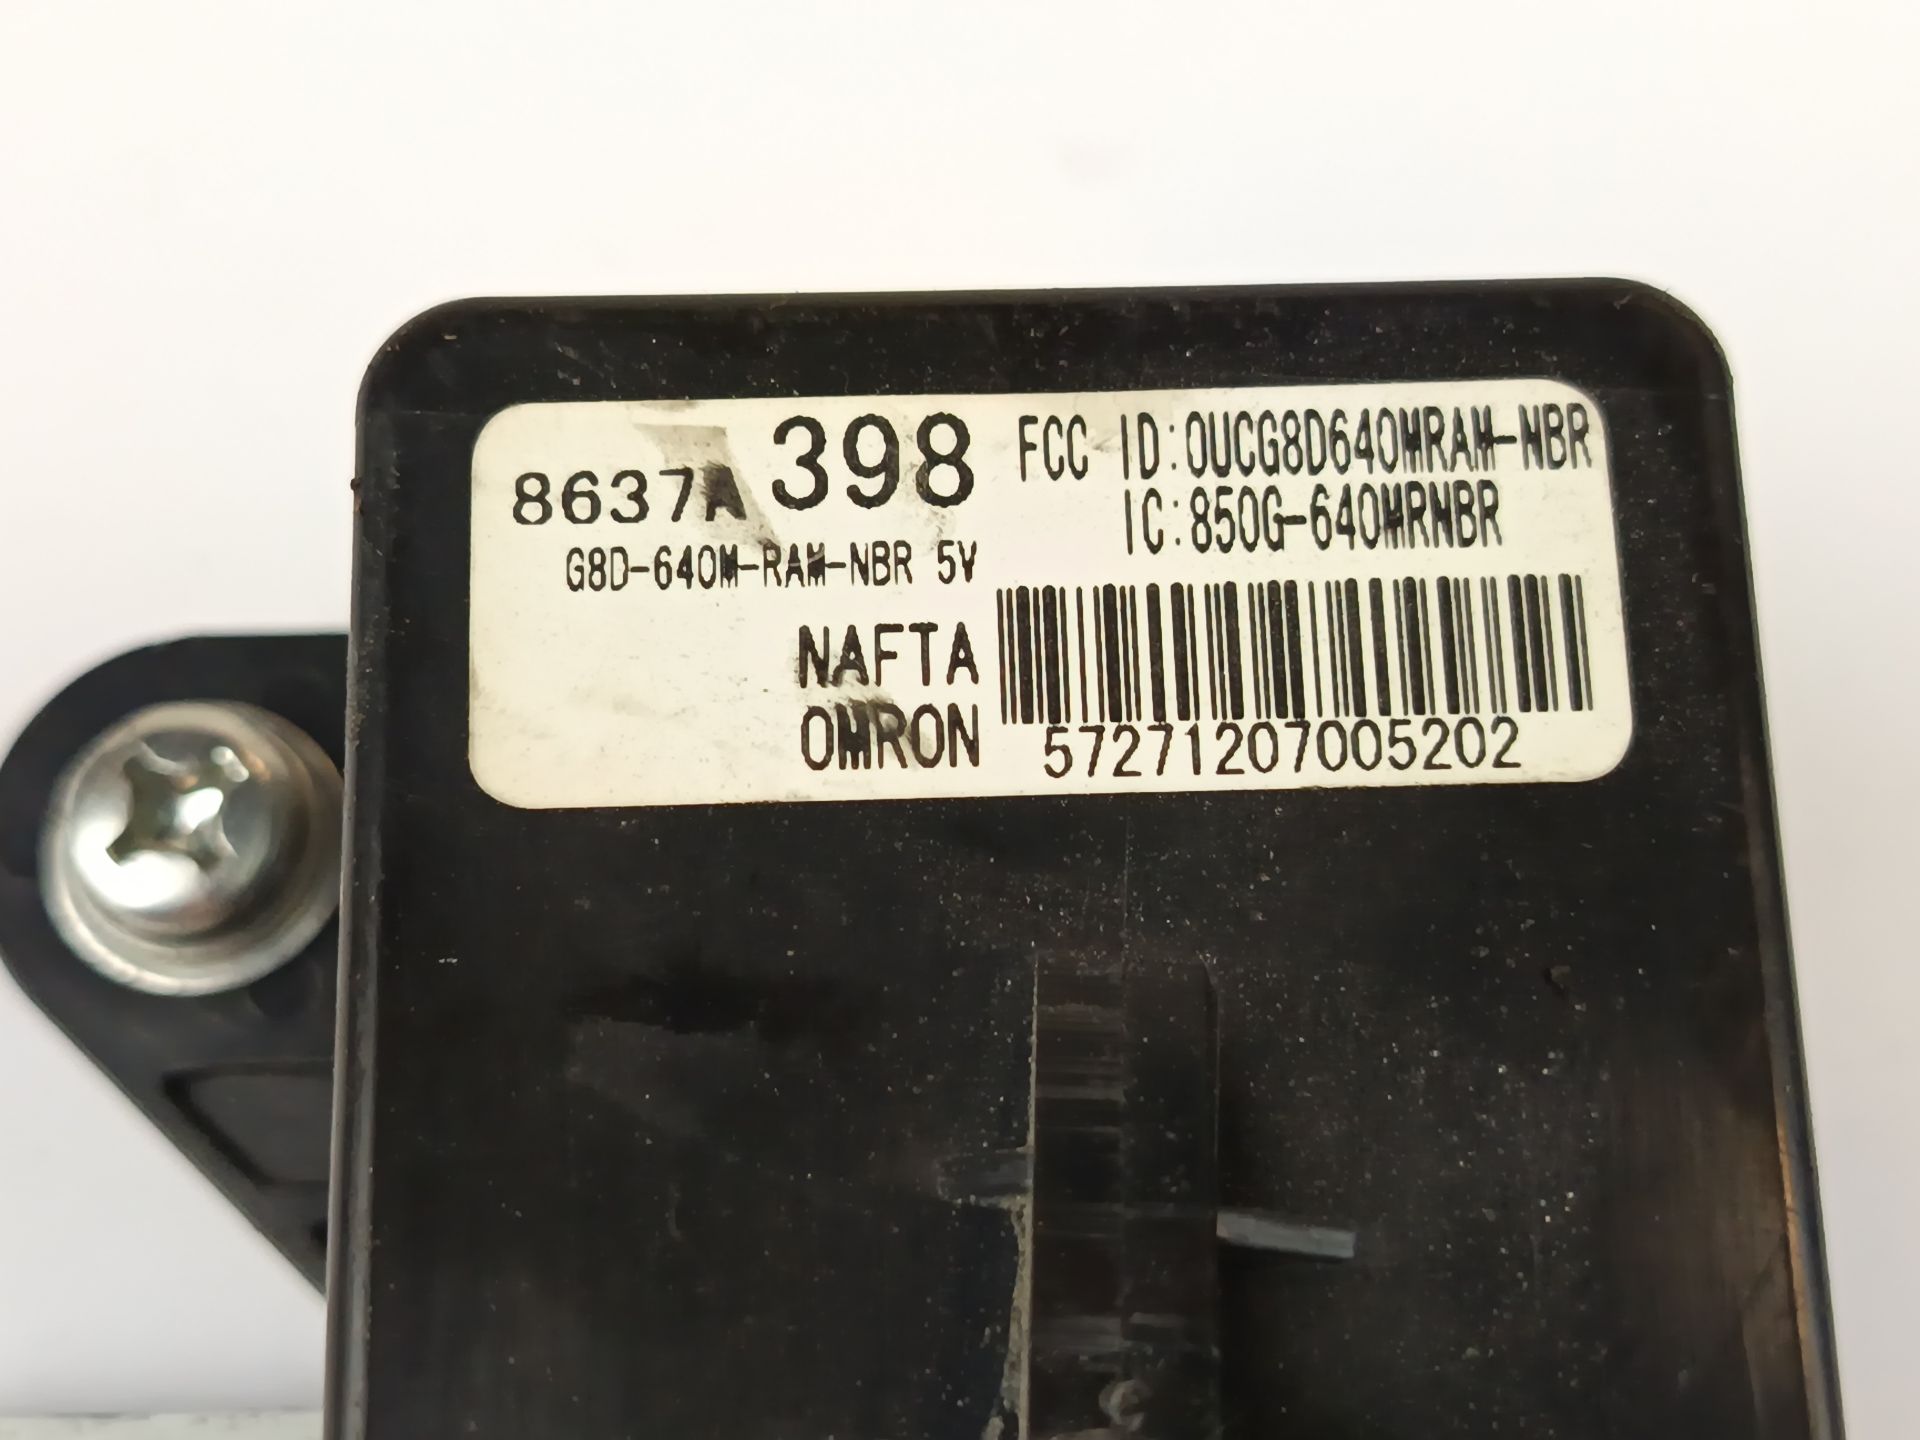 8637A 398
G8D-640M-RAM-NBR 5V
NAFTA
OMRON
FCC ID:OUCG8D640MRAM-NBR
IC:850G-640MRNBR
57271207005202